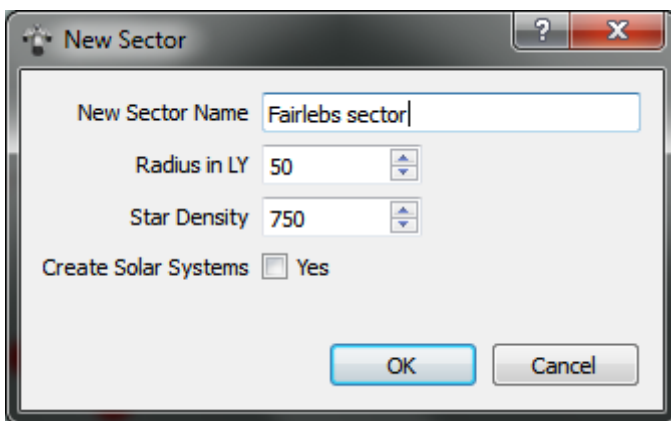 New Sector
?
X
New Sector Name Fairlebs sector
Radius in LY 50
Star Density 750
Create Solar Systems Yes
OK Cancel